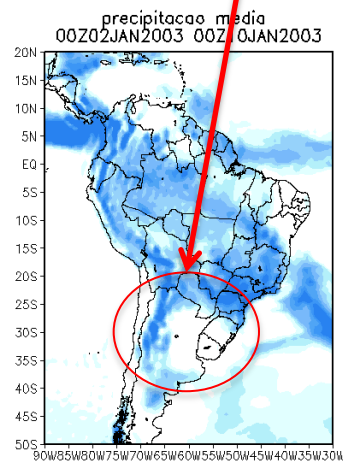 precipitacao media
00Z02JAN2003 00Z10JAN2003
20N
15N
10N
5N
EQ
5S
10S
15S
20S
25S
30S
35S
40S
45S
50S
90W85W80W75W70W65W60W55W50W45W40W35W30W